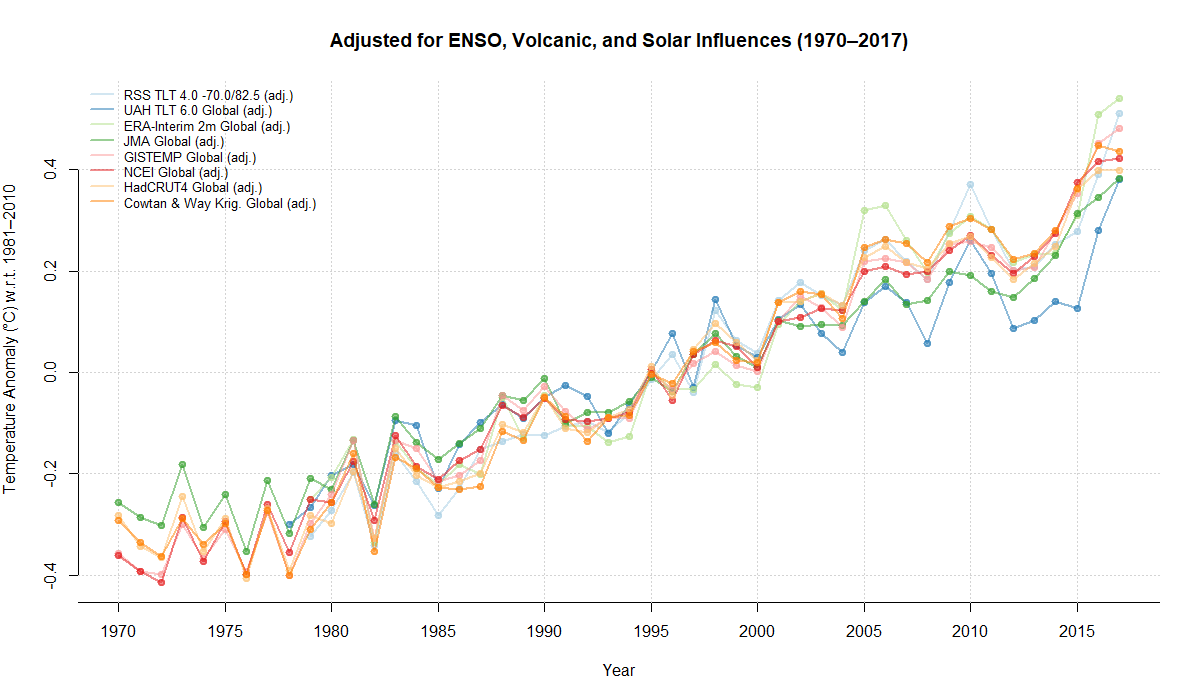 Adjusted for ENSO, Volcanic, and Solar Influences (1970–2017)
RSS TLT 4.0 -70.0/82.5 (adj.)
UAH TLT 6.0 Global (adj.)
ERA-Interim 2m Global (adj.)
JMA Global (adj.)
GISTEMP Global (adj.)
NCEI Global (adj.)
HadCRUT4 Global (adj.)
Cowtan & Way Krig. Global (adj.)
Temperature Anomaly (°C) w.r.t. 1981–2010
0.4
0.2
0.0
-0.2
-0.4
1970 1975 1980 1985 1990 1995 2000 2005 2010 2015
Year